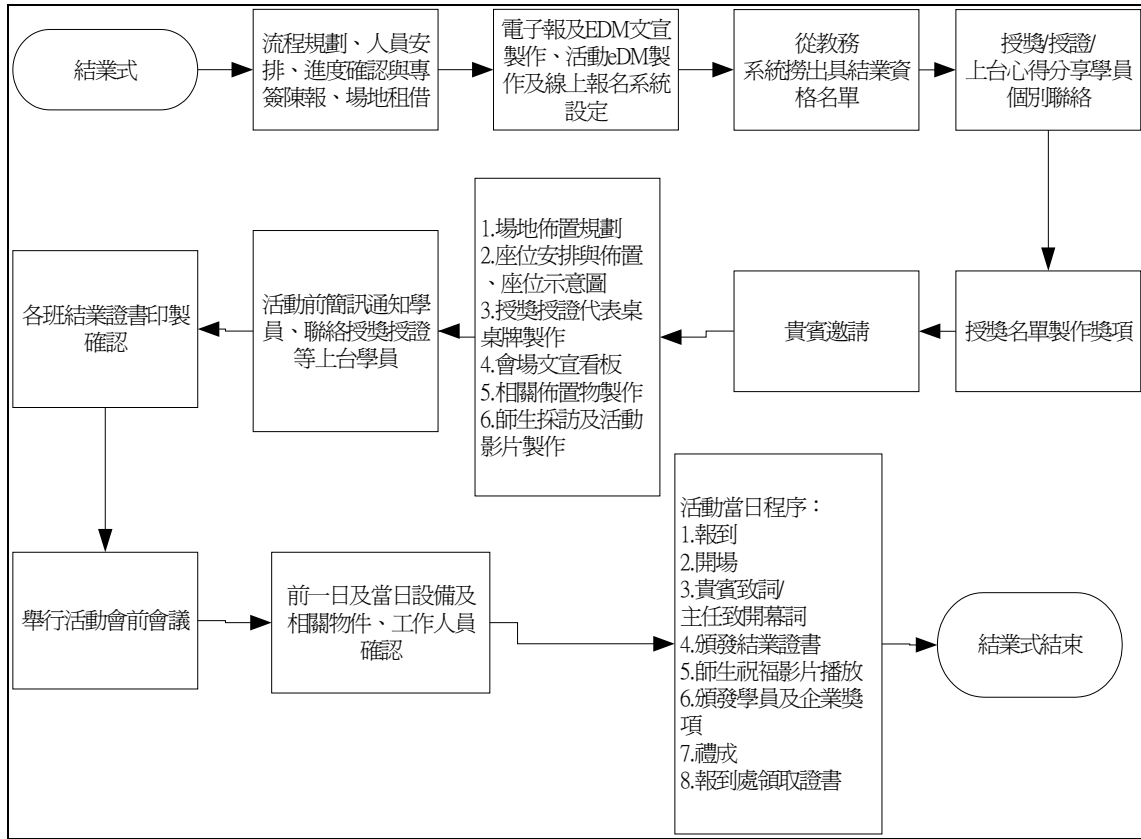 結業式
流程規劃、人員安
排、進度確認與專
簽陳報、場地租借
電子報及EDM文宣
製作、活動eDM製
作及線上報名系統
設定
從教務
系統撈出具結業資
格名單
授獎/授證/
上台心得分享學員
個別聯絡
授獎名單製作獎項
貴賓邀請
1.場地佈置規劃
2.座位安排與佈置
、座位示意圖
3.授獎授證代表桌
桌牌製作
4.會場文宣看板
5.相關佈置物製作
6.師生採訪及活動
影片製作
活動前簡訊通知學
員、聯絡授獎授證
等上台學員
各班結業證書印製
確認
舉行活動會前會議
前一日及當日設備及
相關物件、工作人員
確認
活動當日程序：
1.報到
2.開場
3.貴賓致詞/
主任致開幕詞
4.頒發結業證書
5.師生祝福影片播放
6.頒發學員及企業獎
項
7.禮成
8.報到處領取證書
結業式結束